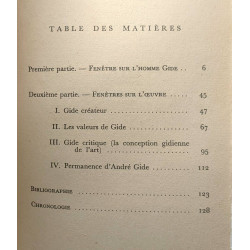 TABLE DES MATIÈRES
Première partie. — FENÊTRE SUR L'HOMME GIDE .. 6
Deuxième partie. — FENÊTRES SUR L'ŒUVRE .... 45
I. Gide créateur ............ 47
II. Les valeurs de Gide ........ 67
III. Gide critique (la conception gidienne
de l'art) ................ 95
IV. Permanence d'André Gide .... 112
BIBLIOGRAPHIE ................ 123
CHRONOLOGIE ................ 128